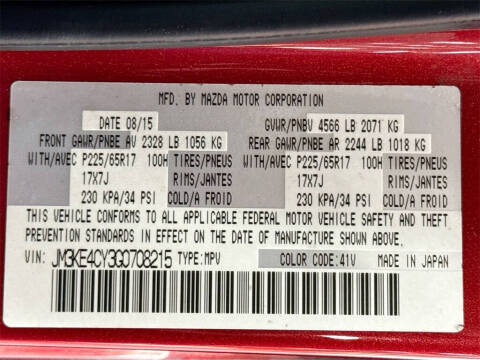 MFD. BY MAZDA MOTOR CORPORATION
DATE 08/15 GVWR/PNBV 4566 LB 2071 KG
FRONT GAWR/PNBE AV 2328 LB 1056 KG REAR GAWR/PNBE AR 2244 LB 1018 KG
WITH/AVEC P225/65R17 100H TIRES/PNEUS WITH/AVEC P225/65R17 100H TIRES/PNEUS
17X7J RIMS/JANTES 17X7J RIMS/JANTES
230 KPA/34 PSI COLD/A FROID 230 KPA/34 PSI COLD/A FROID
THIS VEHICLE CONFORMS TO ALL APPLICABLE FEDERAL MOTOR VEHICLE SAFETY AND THEFT
PREVENTION STANDARDS IN EFFECT ON THE DATE OF MANUFACTURE SHOWN ABOVE.
VIN: JM3KE4CY3G0708215 TYPE:MPV COLOR CODE:41V MADE IN JAPAN